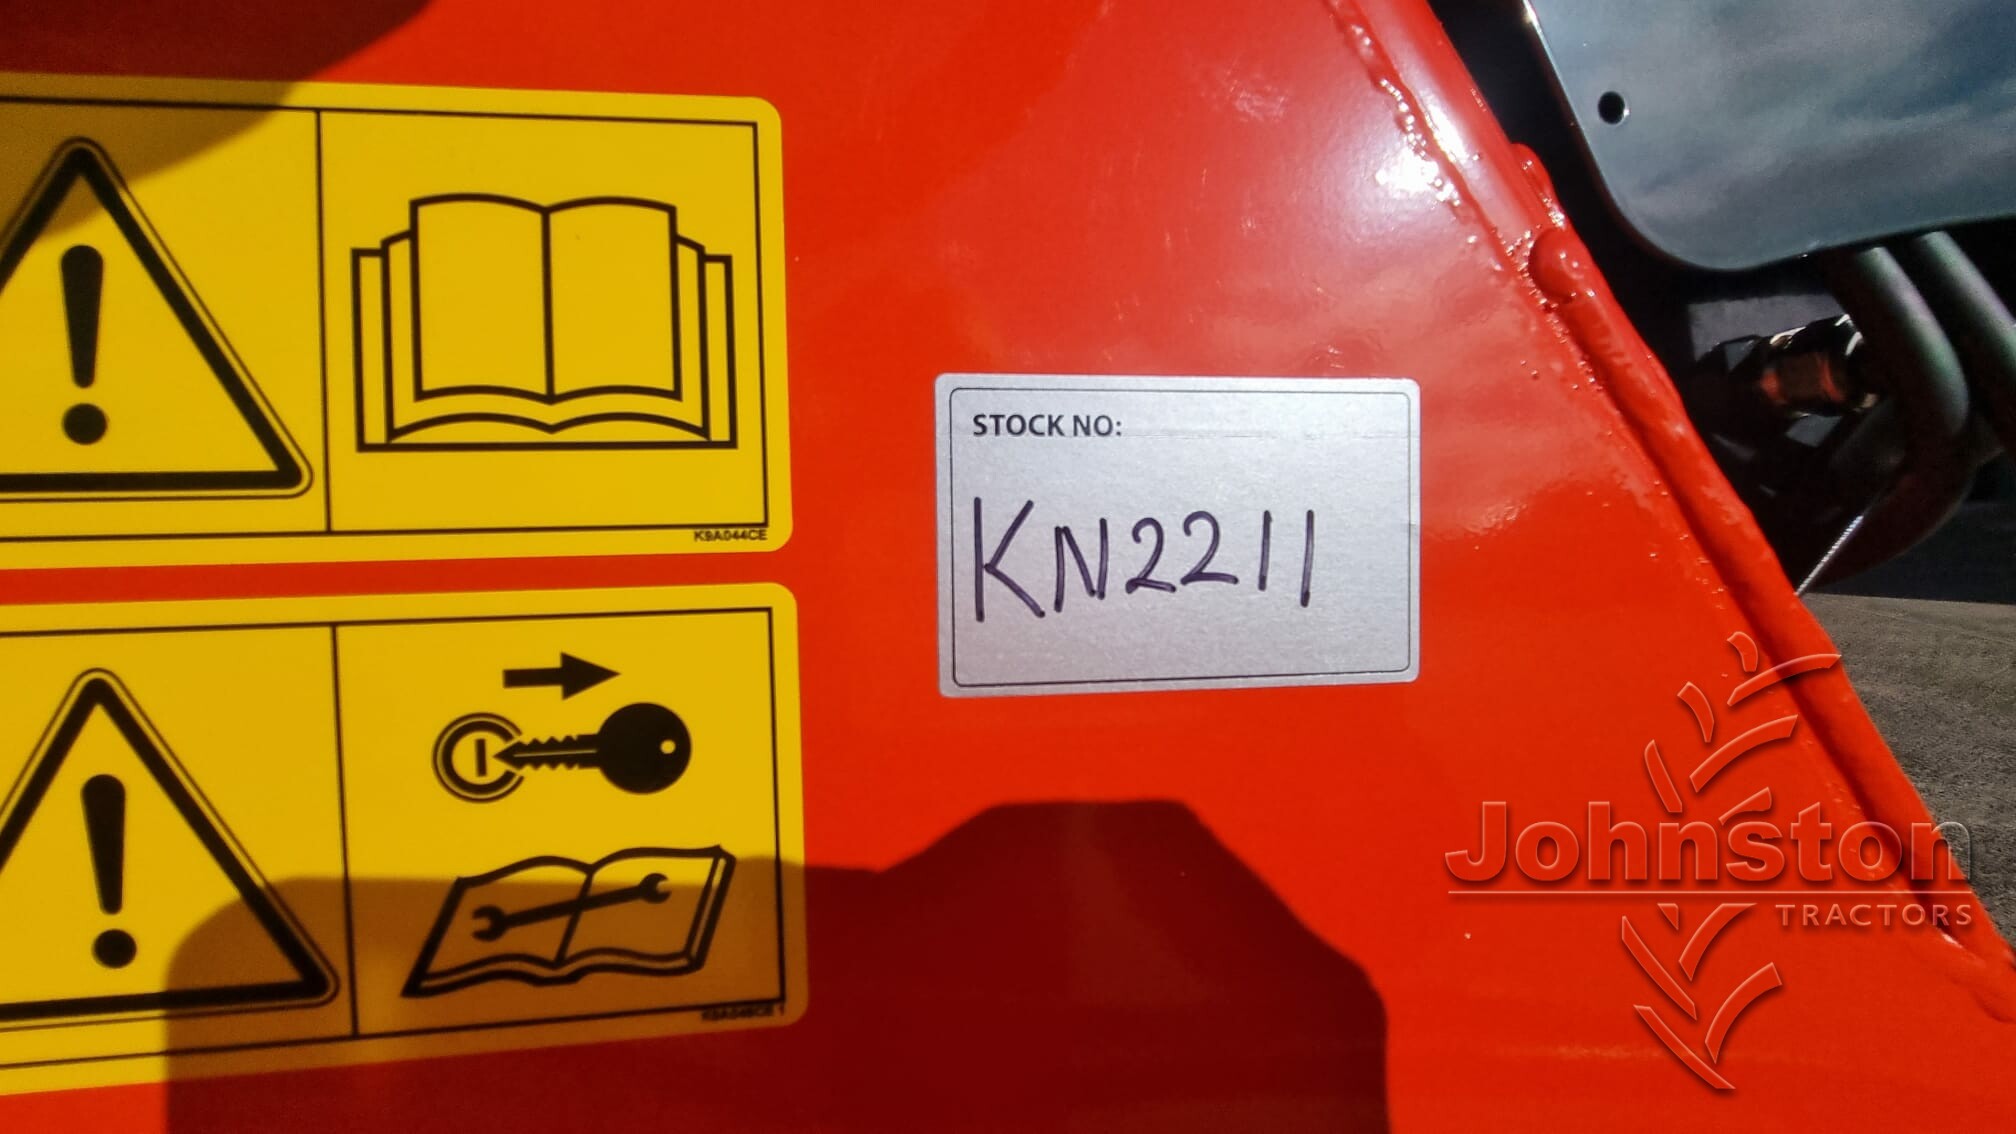 K9A044CE
STOCK NO:
KN2211
Johnston
TRACTORS